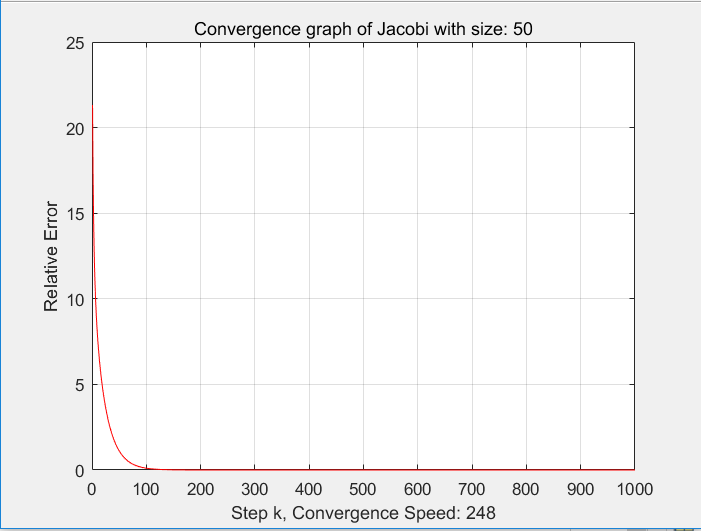 Convergence graph of Jacobi with size: 50
25
20
15
10
5
0
Relative Error
0 100 200 300 400 500 600 700 800 900 1000
Step k, Convergence Speed: 248